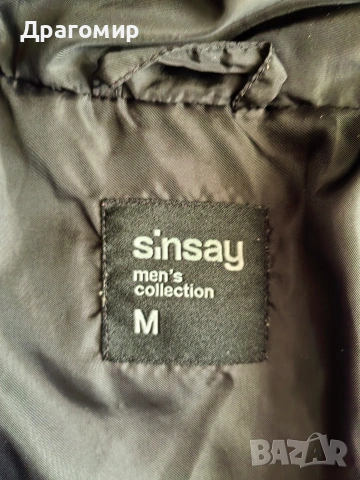 Драгомир
sinsay
men's
collection
M
BAZAR